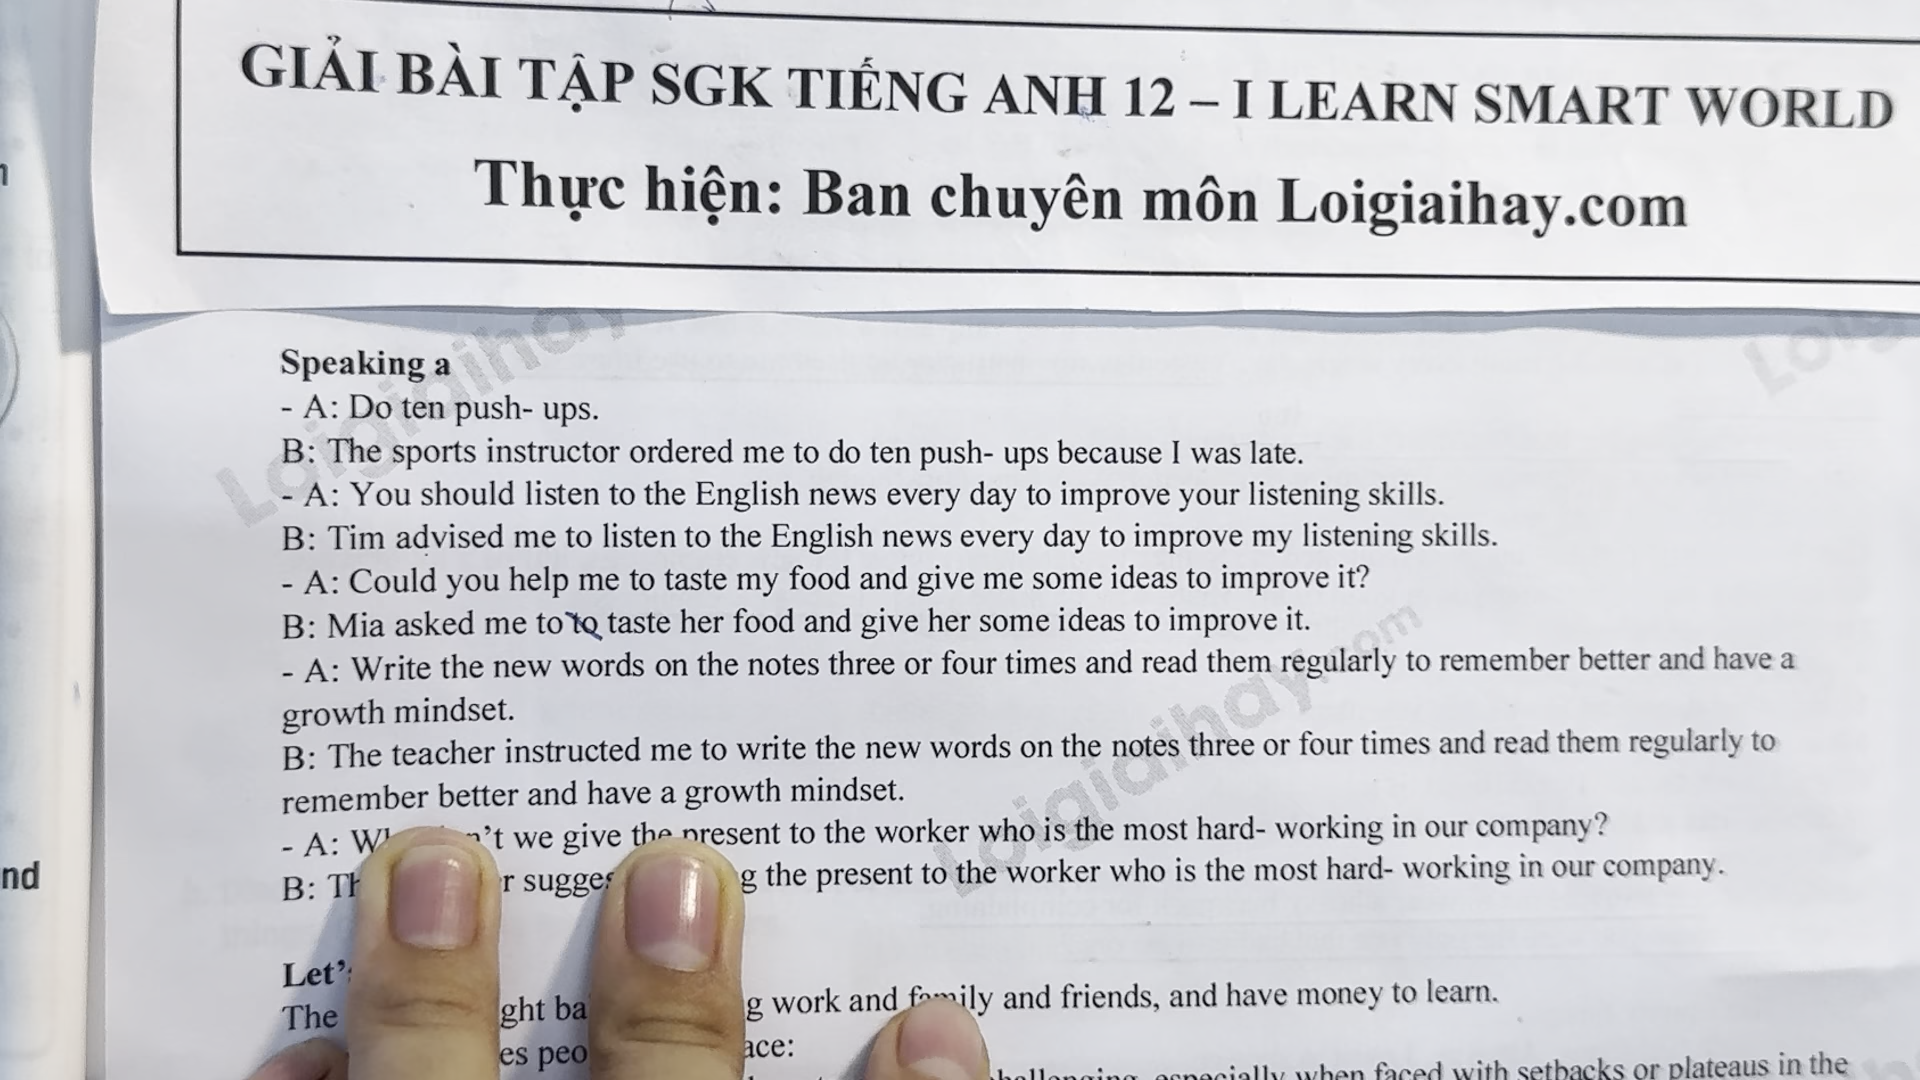 GIẢI BÀI TẬP SGK TIẾNG ANH 12 – I LEARN SMART WORLD
Thực hiện: Ban chuyên môn Loigiaihay.com
Speaking a
- A: Do ten push- ups.
B: The sports instructor ordered me to do ten push- ups because I was late.
- A: You should listen to the English news every day to improve your listening skills.
B: Tim advised me to listen to the English news every day to improve my listening skills.
- A: Could you help me to taste my food and give me some ideas to improve it?
B: Mia asked me to to taste her food and give her some ideas to improve it.
- A: Write the new words on the notes three or four times and read them regularly to remember better and have a
growth mindset.
B: The teacher instructed me to write the new words on the notes three or four times and read them regularly to
remember better and have a growth mindset.
- A: we give the present to the worker who is the most hard- working in our company?
B: the present to the worker who is the most hard- working in our company.
The work and family and friends, and have money to learn.
especially when faced with setbacks or plateaus in the
nd
Loigiaihay
Loigiaihay.com